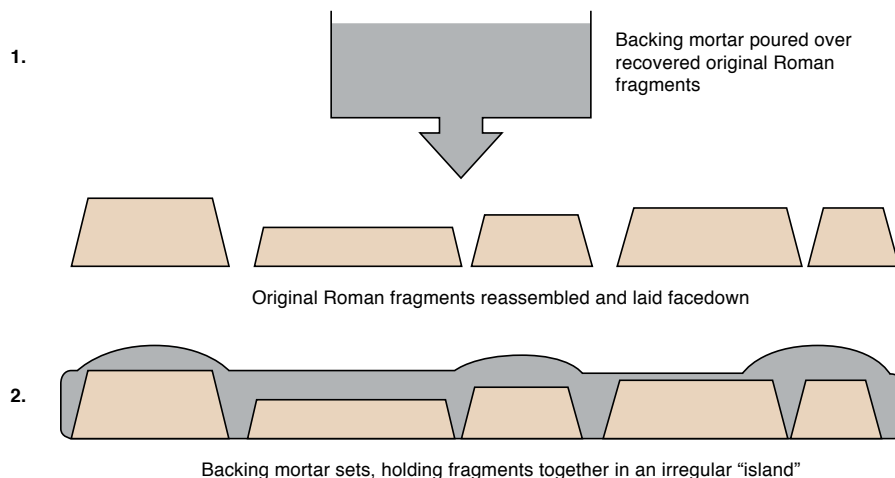 1.
Backing mortar poured over
recovered original Roman
fragments
Original Roman fragments reassembled and laid facedown
2.
Backing mortar sets, holding fragments together in an irregular “island”